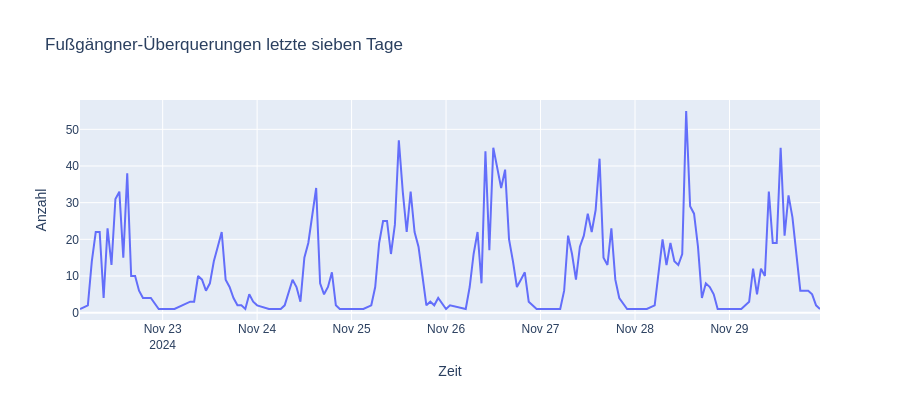 Fußgängner-Überquerungen letzte sieben Tage
Anzahl
50
40
30
20
10
0
Nov 23 Nov 24 Nov 25 Nov 26 Nov 27 Nov 28 Nov 29
2024
Zeit